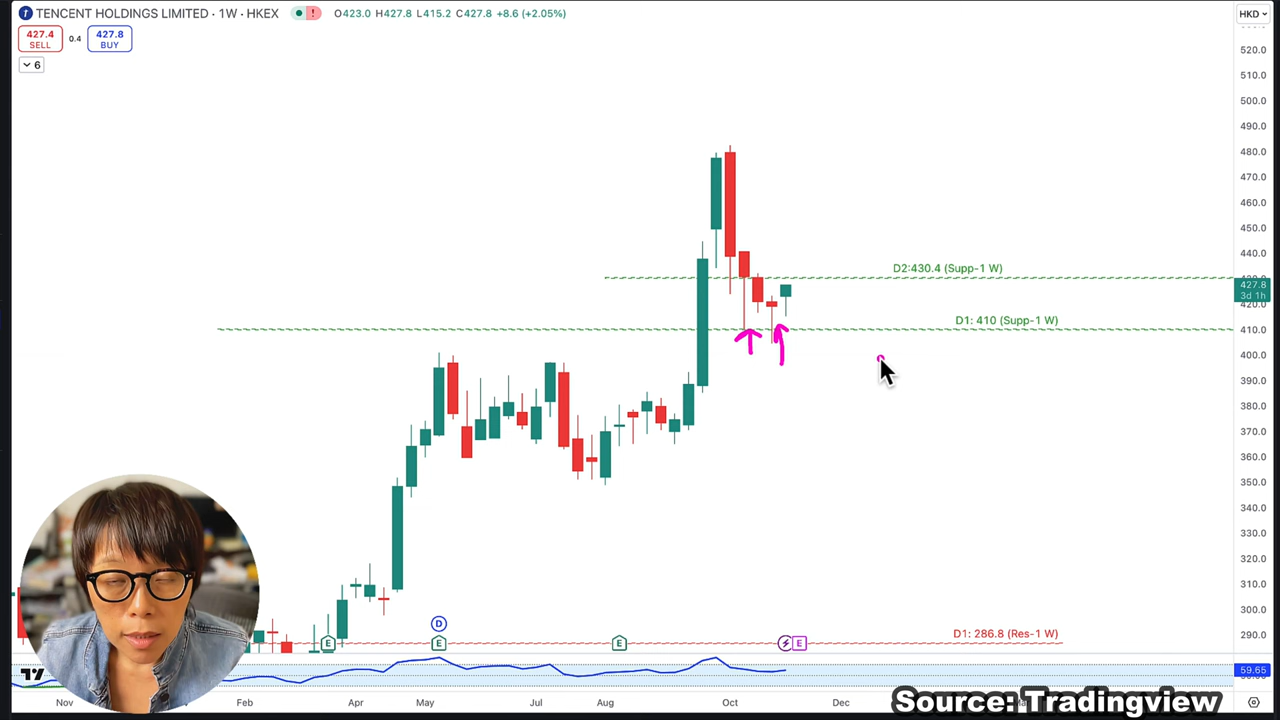 TENCENT HOLDINGS LIMITED · 1W · HKEX
O423.0 H427.8 L415.2 C427.8 +8.6 (+2.05%)
HKD
427.4
SELL
0.4
427.8
BUY
6
520.0
510.0
500.0
490.0
480.0
470.0
460.0
450.0
440.0
D2:430.4 (Supp-1 W)
427.8
3d 1h
420.0
D1: 410 (Supp-1 W)
410.0
400.0
390.0
380.0
370.0
360.0
350.0
340.0
330.0
320.0
310.0
300.0
290.0
D
E
E
E
E
D1: 286.8 (Res-1 W)
59.65
Nov
Feb
Apr
May
Jul
Aug
Oct
Dec
Source: Tradingview